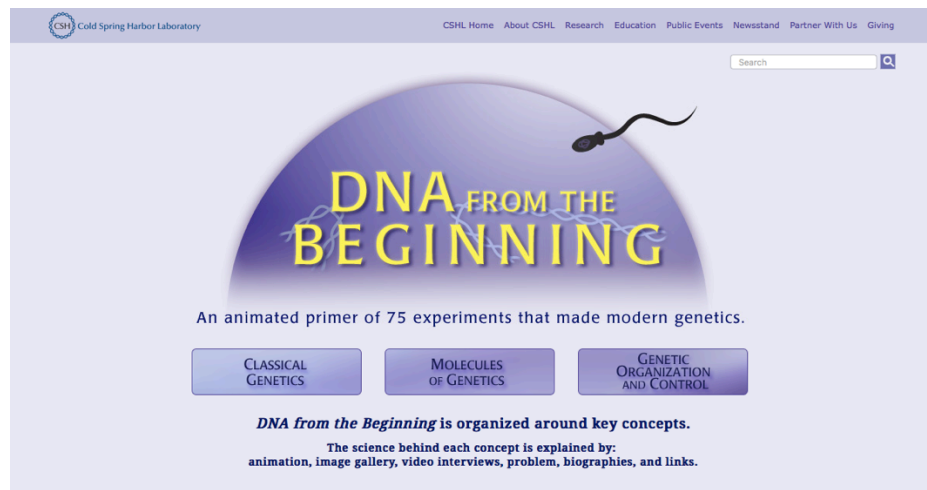 CSH Cold Spring Harbor Laboratory
CSHL Home About CSHL Research Education Public Events Newsstand Partner With Us Giving
Search
DNA FROM THE
BEGINNING
An animated primer of 75 experiments that made modern genetics.
CLASSICAL
GENETICS
MOLECULES
OF GENETICS
GENETIC
ORGANIZATION
AND CONTROL
DNA from the Beginning is organized around key concepts.
The science behind each concept is explained by:
animation, image gallery, video interviews, problem, biographies, and links.